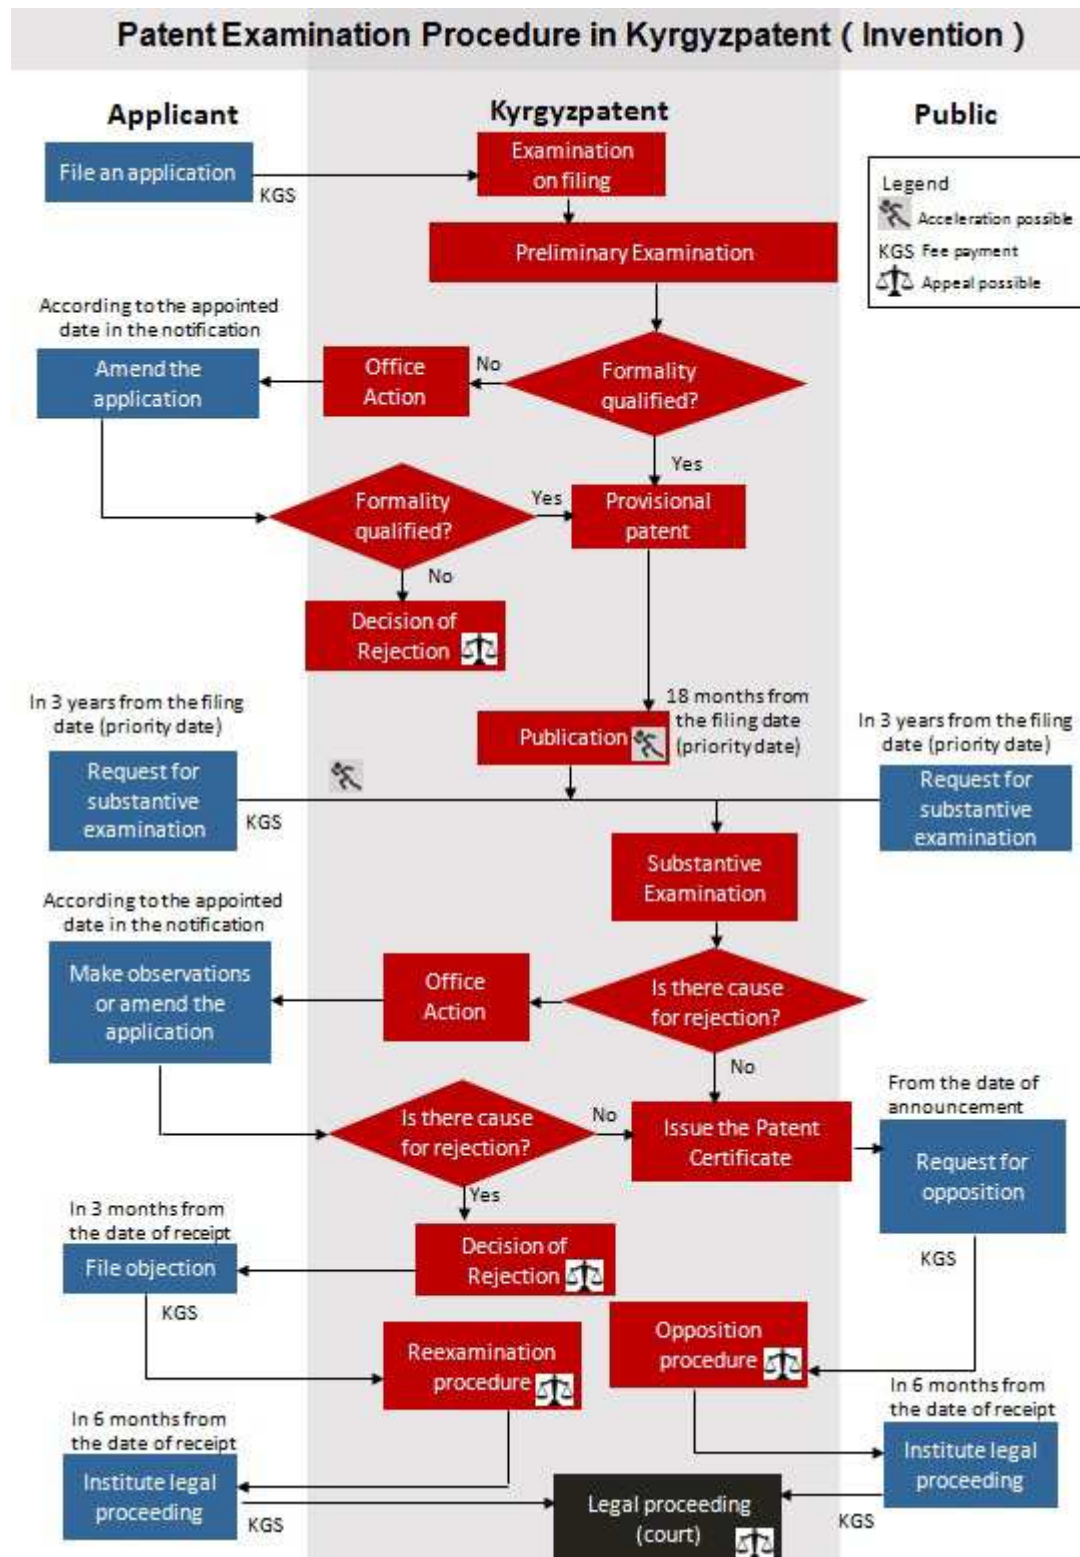 Patent Examination Procedure in Kyrgyzpatent ( Invention )
Applicant
Kyrgyzpatent
Public
File an application
KGS
Examination
on filing
Legend
Acceleration possible
KGS Fee payment
Appeal possible
Preliminary Examination
According to the appointed
date in the notification
Amend the
application
Office
Action
No
Formality
qualified?
Yes
Formality
qualified?
Yes
Provisional
patent
No
Decision of
Rejection
In 3 years from the filing
date (priority date)
Request for
substantive
examination
KGS
Publication
18 months from
the filing date
(priority date)
In 3 years from the filing
date (priority date)
Request for
substantive
examination
Substantive
Examination
According to the appointed
date in the notification
Make observations
or amend the
application
Office
Action
Is there cause
for rejection?
No
Is there cause
for rejection?
No
Issue the Patent
Certificate
From the date of
announcement
Request for
opposition
KGS
Yes
In 3 months from
the date of receipt
File objection
KGS
Decision of
Rejection
Reexamination
procedure
Opposition
procedure
In 6 months from
the date of receipt
Institute legal
proceeding
KGS
In 6 months from
the date of receipt
Institute legal
proceeding
KGS
Legal proceeding
(court)